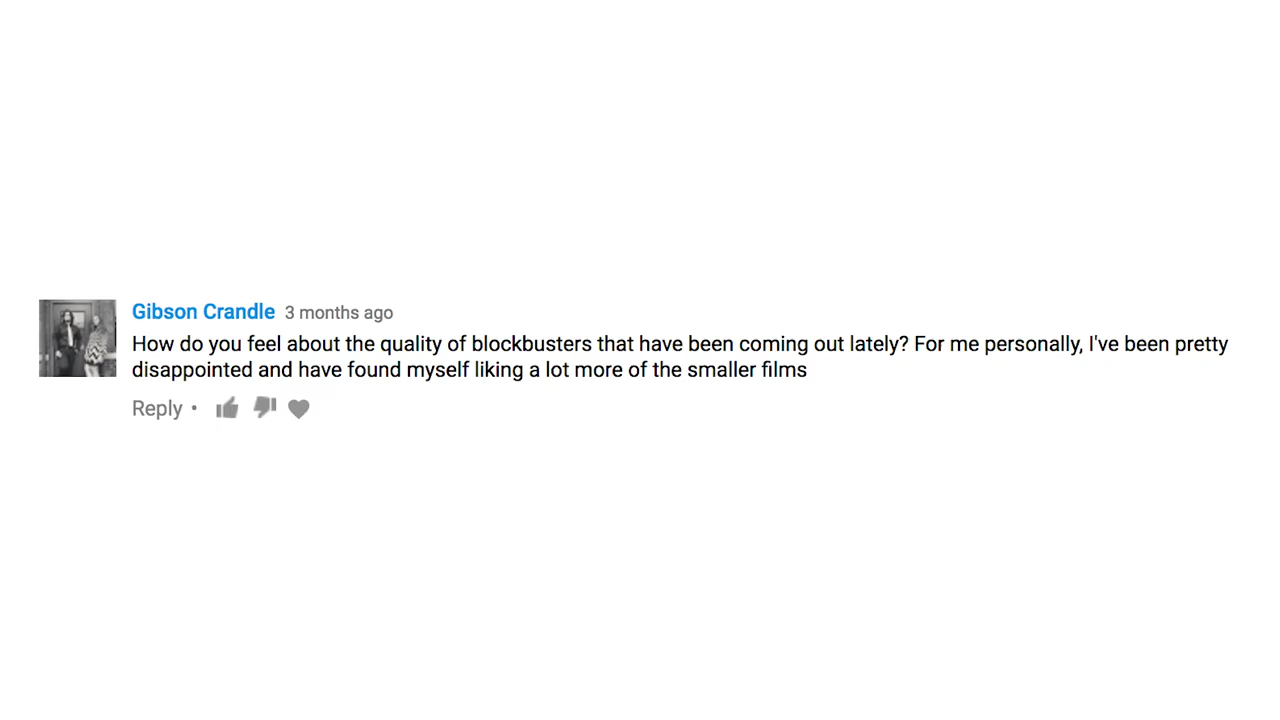 Gibson Crandle 3 months ago
How do you feel about the quality of blockbusters that have been coming out lately? For me personally, I've been pretty
disappointed and have found myself liking a lot more of the smaller films
Reply •